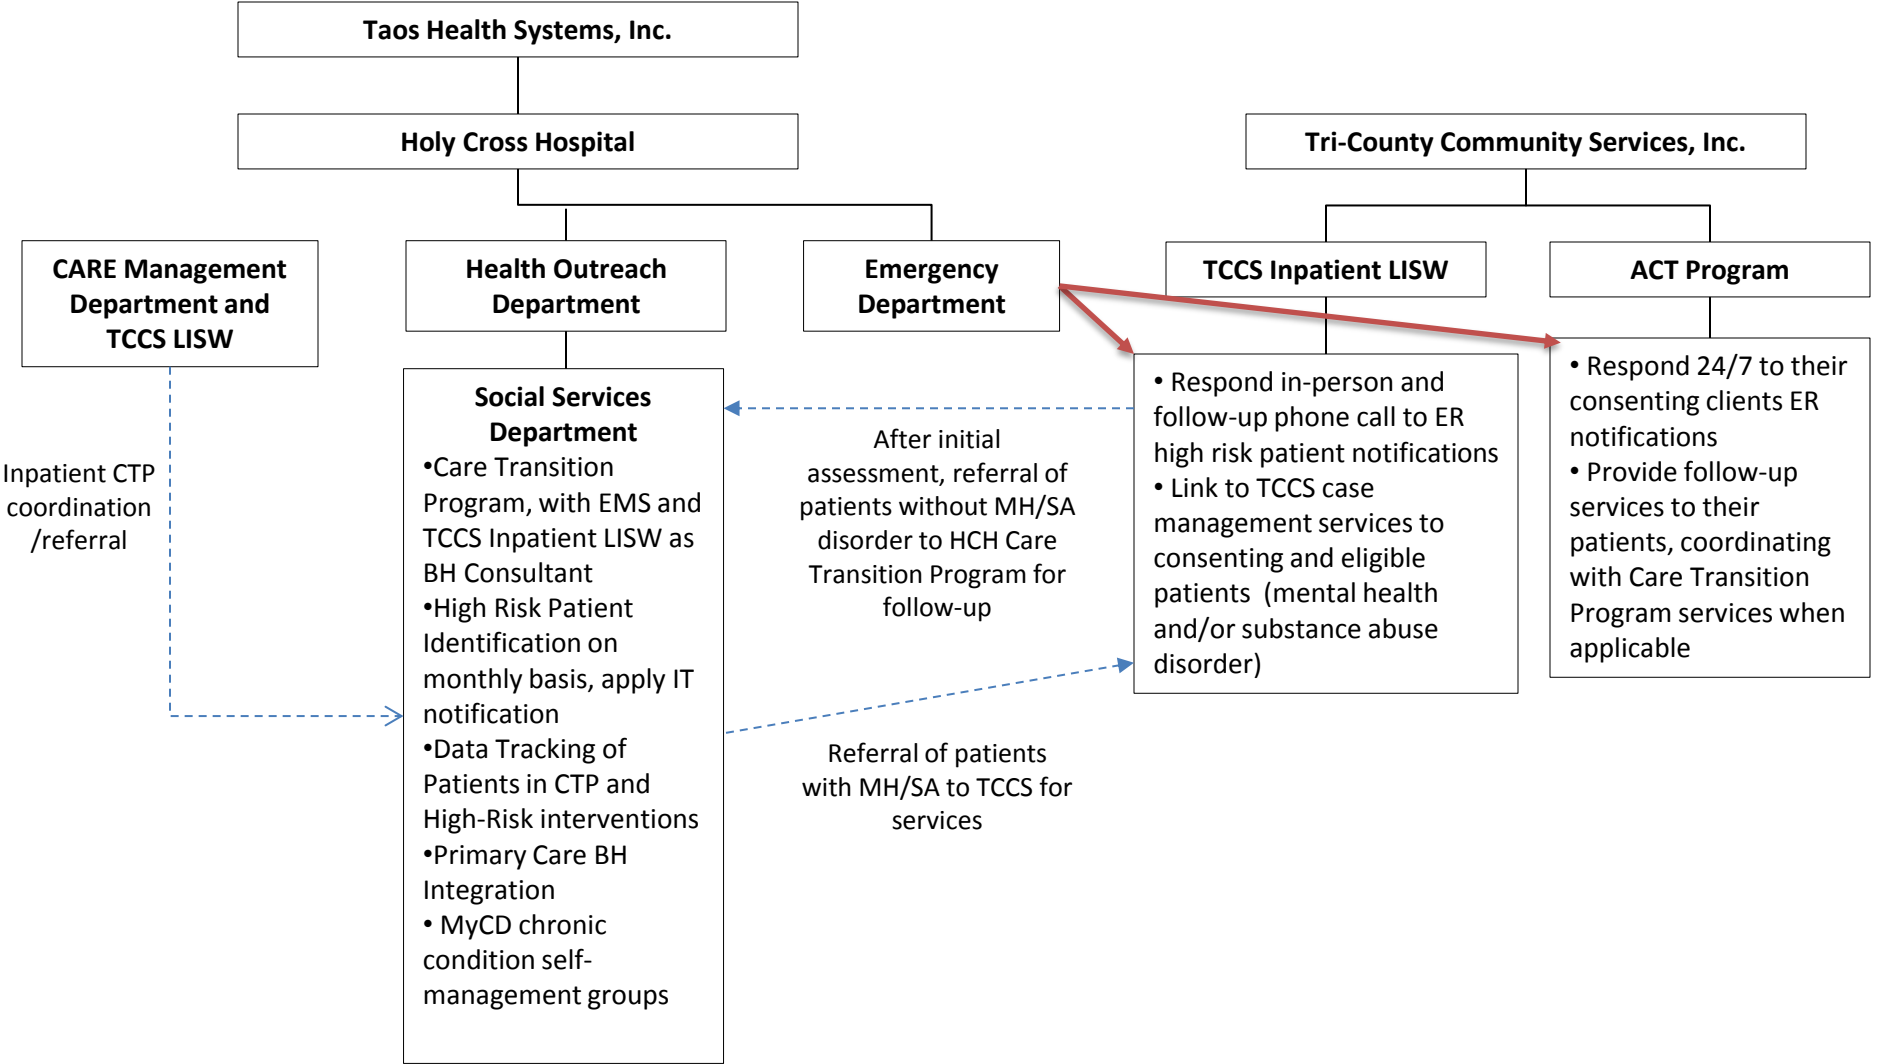 Taos Health Systems, Inc.
Holy Cross Hospital
Tri-County Community Services, Inc.
CARE Management
Department and
TCCS LISW
Health Outreach
Department
Emergency
Department
TCCS Inpatient LISW
ACT Program
Inpatient CTP
coordination
/referral
Social Services
Department
•Care Transition
Program, with EMS and
TCCS Inpatient LISW as
BH Consultant
•High Risk Patient
Identification on
monthly basis, apply IT
notification
•Data Tracking of
Patients in CTP and
High-Risk interventions
•Primary Care BH
Integration
• MyCD chronic
condition self-
management groups
After initial
assessment, referral of
patients without MH/SA
disorder to HCH Care
Transition Program for
follow-up
Referral of patients
with MH/SA to TCCS for
services
• Respond in-person and
follow-up phone call to ER
high risk patient notifications
• Link to TCCS case
management services to
consenting and eligible
patients (mental health
and/or substance abuse
disorder)
• Respond 24/7 to their
consenting clients ER
notifications
• Provide follow-up
services to their
patients, coordinating
with Care Transition
Program services when
applicable